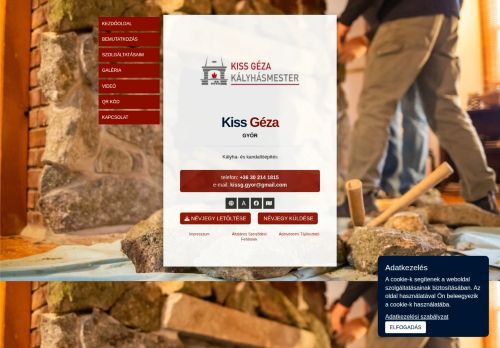 KEZDŐOLDAL
BEMUTATKOZÁS
SZOLGÁLTATÁSAIM
GALÉRIA
VIDEÓ
QR KÓD
KAPCSOLAT
KISS GÉZA
KÁLYHÁSMESTER
Kiss Géza
GYŐR
Kályha- és kandallóépítés
telefon: +36 30 214 1815
e-mail: kissg.gyor@gmail.com
NÉVJEGY LETÖLTÉSE
NÉVJEGY KÜLDÉSE
Impresszum
Általános Szerződési
Feltételek
Adatvédelmi Tájékoztató
Adatkezelés
A cookie-k segítenek a weboldal
szolgáltatásainak biztosításában. Az
oldal használatával Ön beleegyezik
a cookie-k használatába.
Adatkezelési szabályzat
ELFOGADÁS